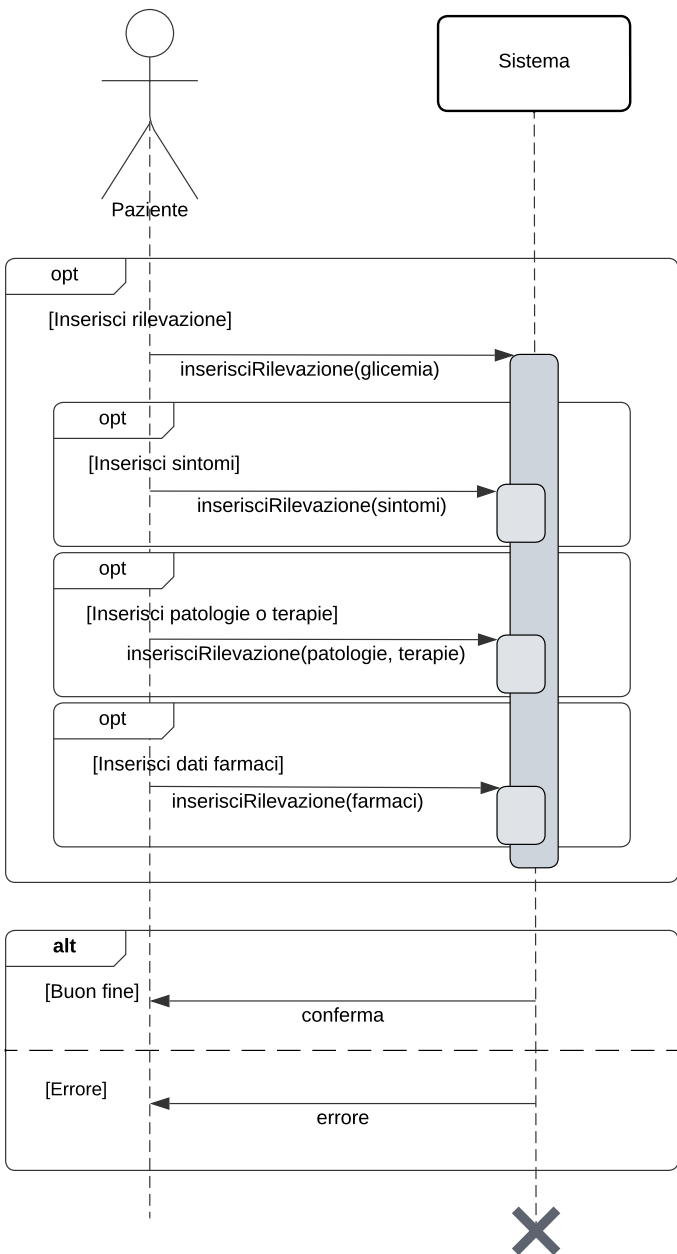 Sistema
Paziente
opt
[Inserisci rilevazione]
inserisciRilevazione(glicemia)
opt
[Inserisci sintomi]
inserisciRilevazione(sintomi)
opt
[Inserisci patologie o terapie]
inserisciRilevazione(patologie, terapie)
opt
[Inserisci dati farmaci]
inserisciRilevazione(farmaci)
alt
[Buon fine]
conferma
[Errore]
errore